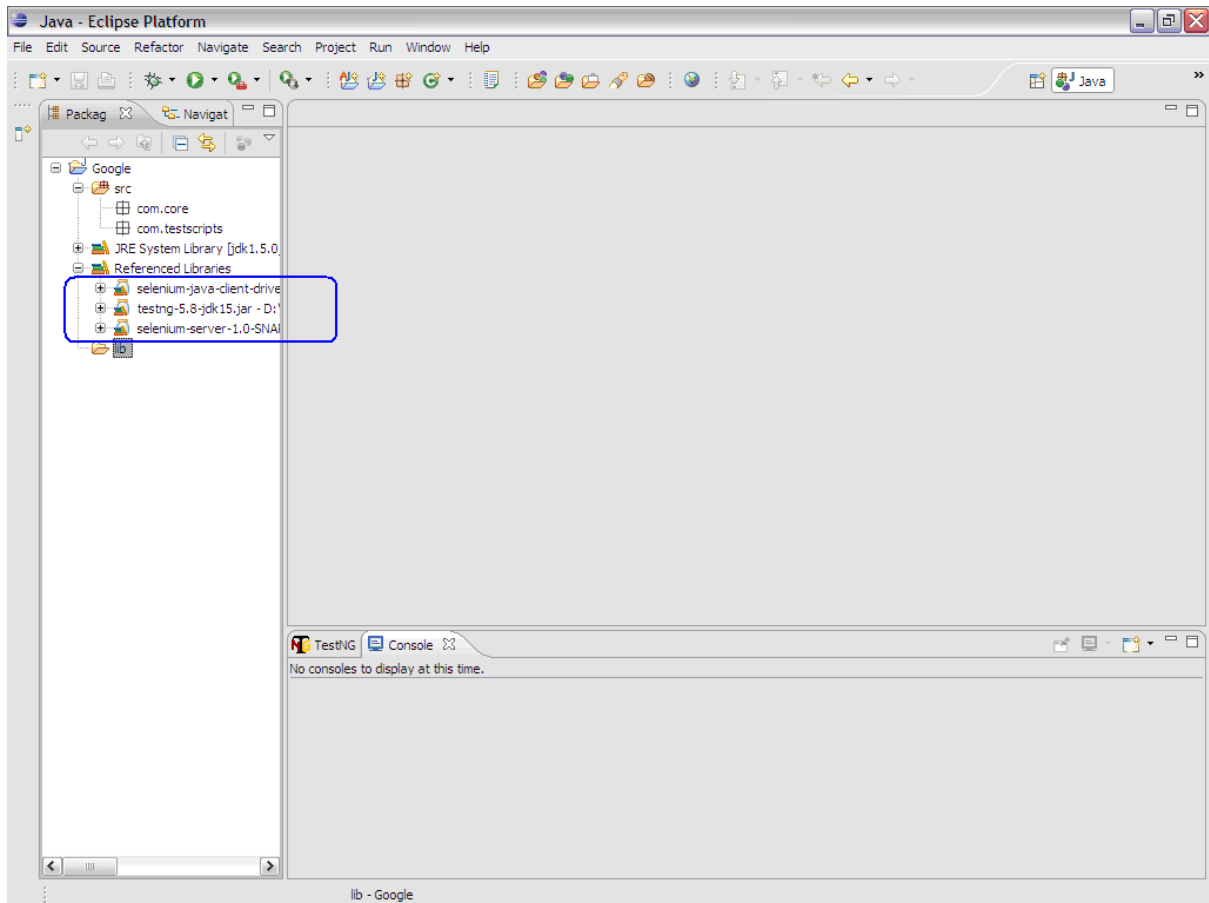 Java - Eclipse Platform
File Edit Source Refactor Navigate Search Project Run Window Help
Java
Packag Navigat
Google
src
com.core
com.testscripts
JRE System Library [jdk1.5.0
Referenced Libraries
selenium-java-client-drive
testng-5.8-jdk15.jar - D:
selenium-server-1.0-SNA
lib
TestNG Console
No consoles to display at this time.
lib - Google